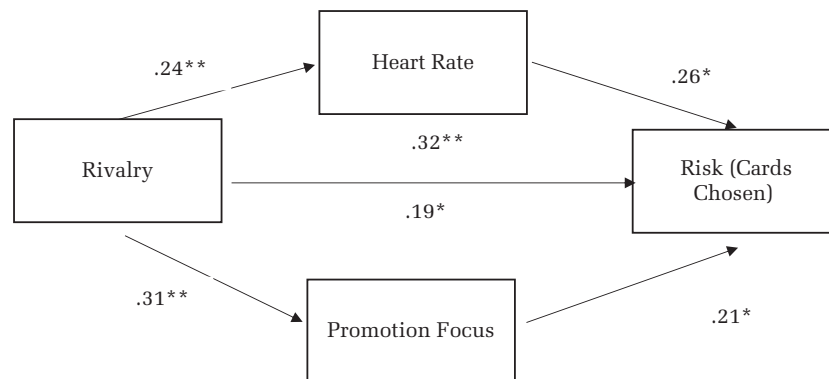 Heart Rate
.24**
.26*
.32**
Rivalry
Risk (Cards
Chosen)
.19*
.31**
.21*
Promotion Focus